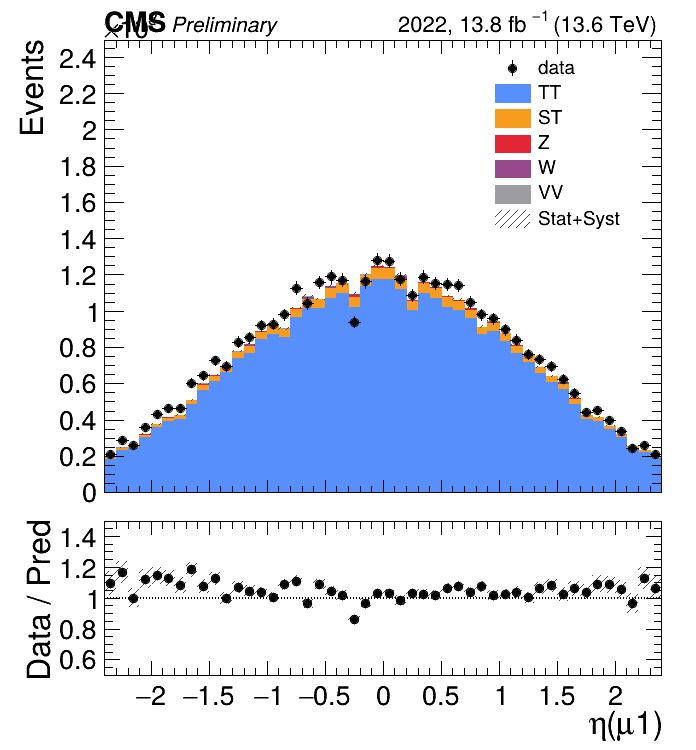 CMS Preliminary 2022, 13.8 fb⁻¹ (13.6 TeV)
Events
2.4
2.2
2
1.8
1.6
1.4
1.2
1
0.8
0.6
0.4
0.2
0
data
TT
ST
Z
W
VV
Stat+Syst
Data / Pred
1.4
1.2
1
0.8
0.6
−2 −1.5 −1 −0.5 0 0.5 1 1.5 2
η(μ1)